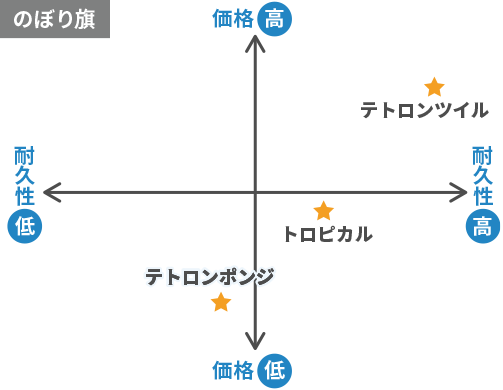 のぼり旗
価格 高
テトロンツイル
耐久性 低
耐久性 高
トロピカル
テトロンポンジ
価格 低